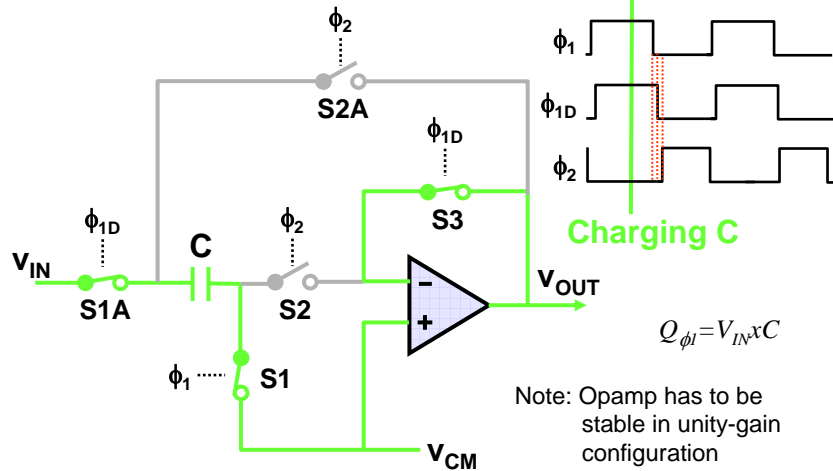 ϕ2
S2A
ϕ1D
S3
ϕ1D
C
ϕ2
vIN
S1A
S2
−
+
vOUT
ϕ1
S1
vCM
ϕ1
ϕ1D
ϕ2
Charging C
Qϕ1=VINxC
Note: Opamp has to be
stable in unity-gain
configuration